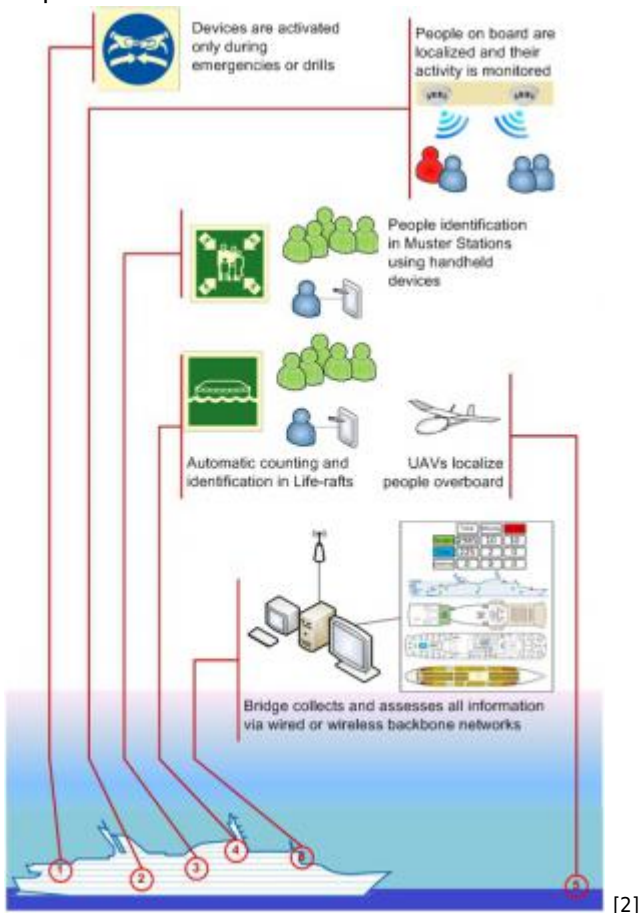 Devices are activated
only during
emergencies or drills
People on board are
localized and their
activity is monitored
People identification
in Muster Stations
using handheld
devices
Automatic counting and
identification in Life-rafts
UAVs localize
people overboard
Bridge collects and assesses all information
via wired or wireless backbone networks
1
2
3
4
5
[2]